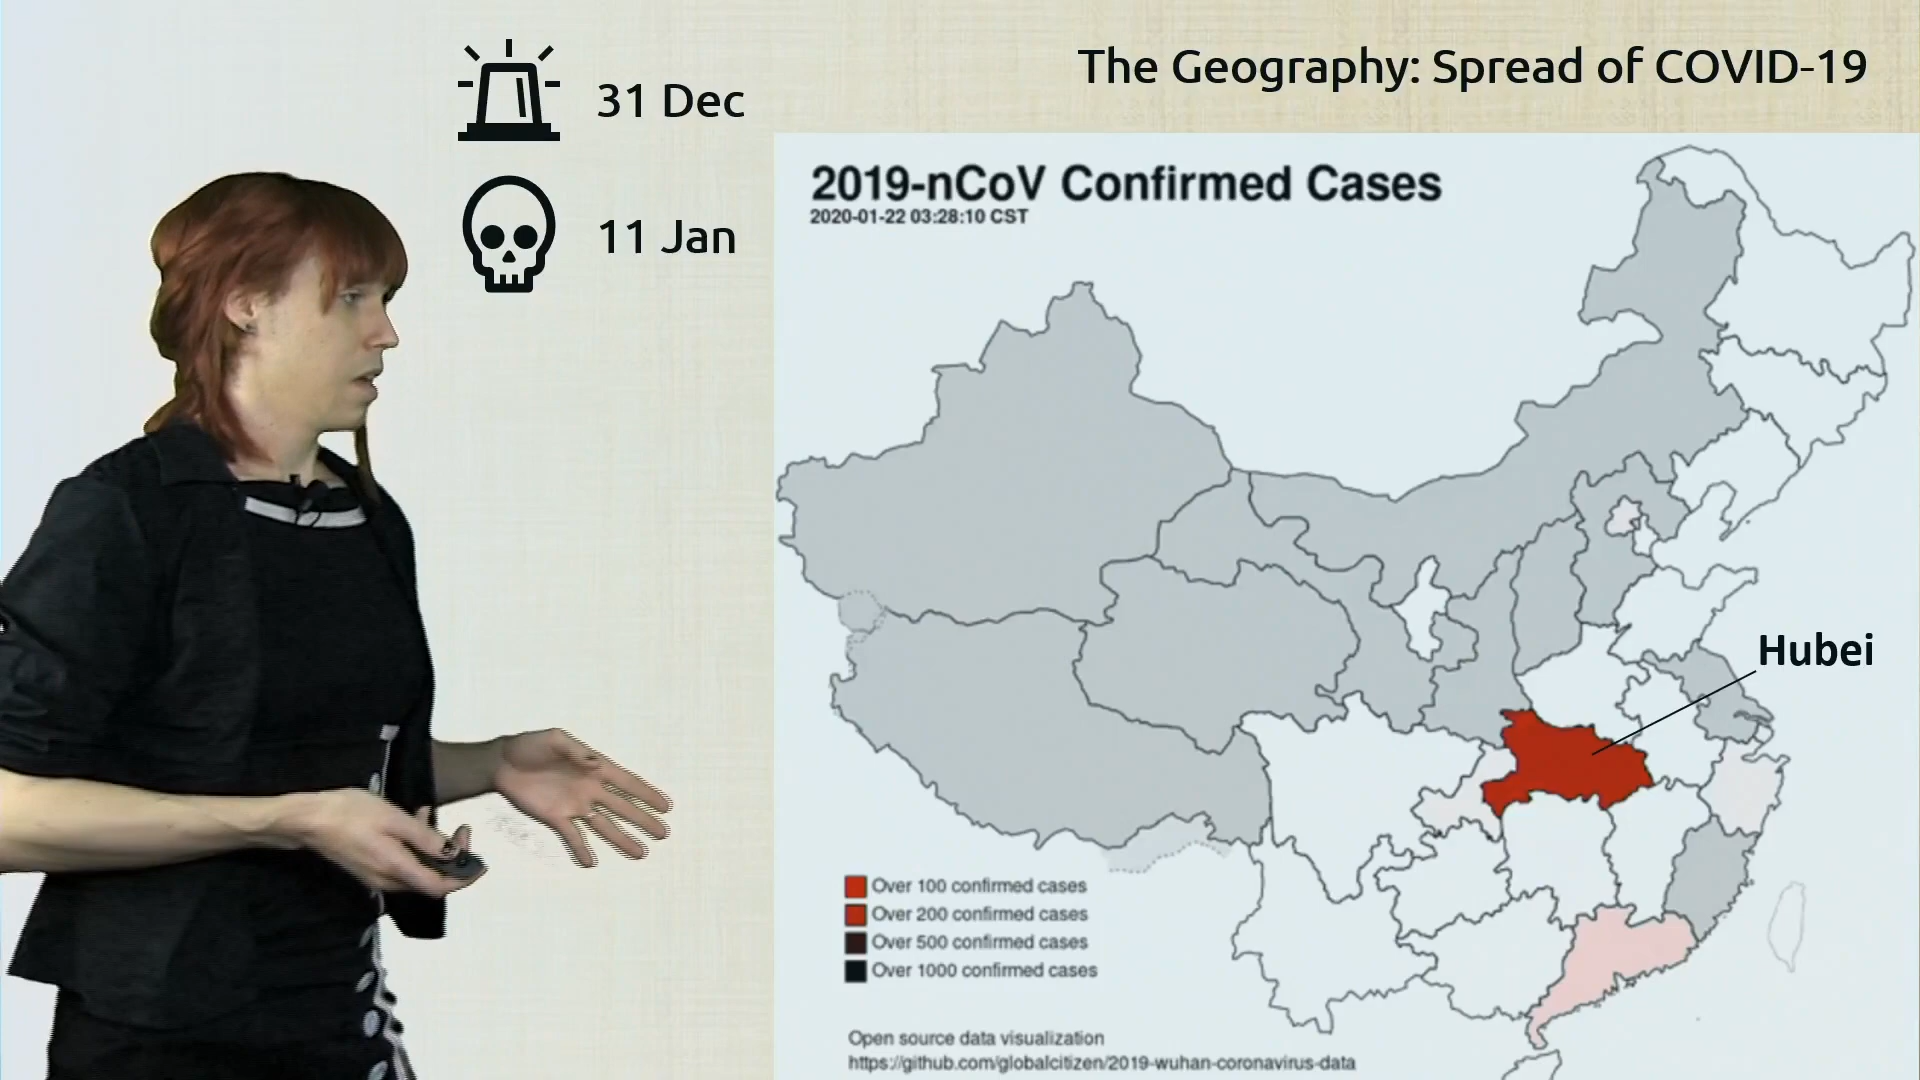 The Geography: Spread of COVID-19
31 Dec
11 Jan
2019-nCoV Confirmed Cases
2020-01-22 03:28:10 CST
Hubei
Over 100 confirmed cases
Over 200 confirmed cases
Over 500 confirmed cases
Over 1000 confirmed cases
Open source data visualization
https://github.com/globalcitizen/2019-wuhan-coronavirus-data